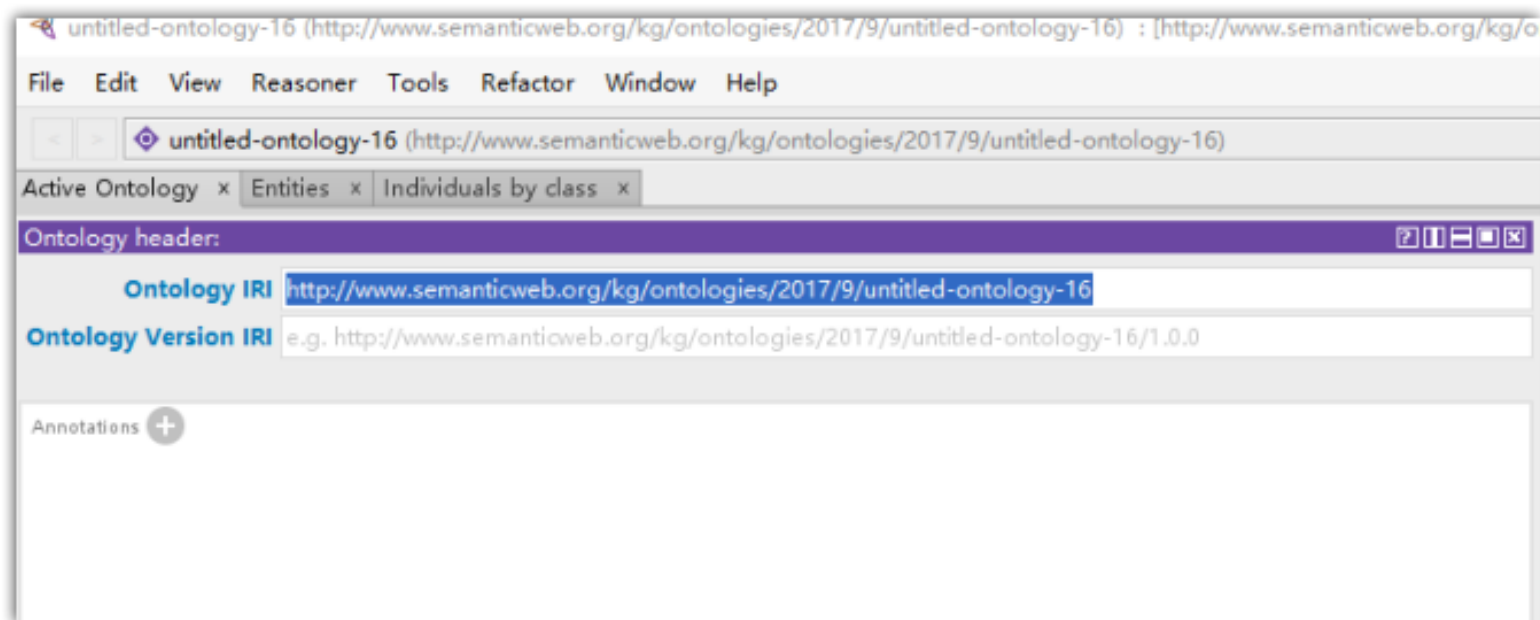 untitled-ontology-16 (http://www.semanticweb.org/kg/ontologies/2017/9/untitled-ontology-16) : [http://www.semanticweb.org/kg/o
File Edit View Reasoner Tools Refactor Window Help
< > untitled-ontology-16 (http://www.semanticweb.org/kg/ontologies/2017/9/untitled-ontology-16)
Active Ontology × Entities × Individuals by class ×
Ontology header:
Ontology IRI http://www.semanticweb.org/kg/ontologies/2017/9/untitled-ontology-16
Ontology Version IRI e.g. http://www.semanticweb.org/kg/ontologies/2017/9/untitled-ontology-16/1.0.0
Annotations